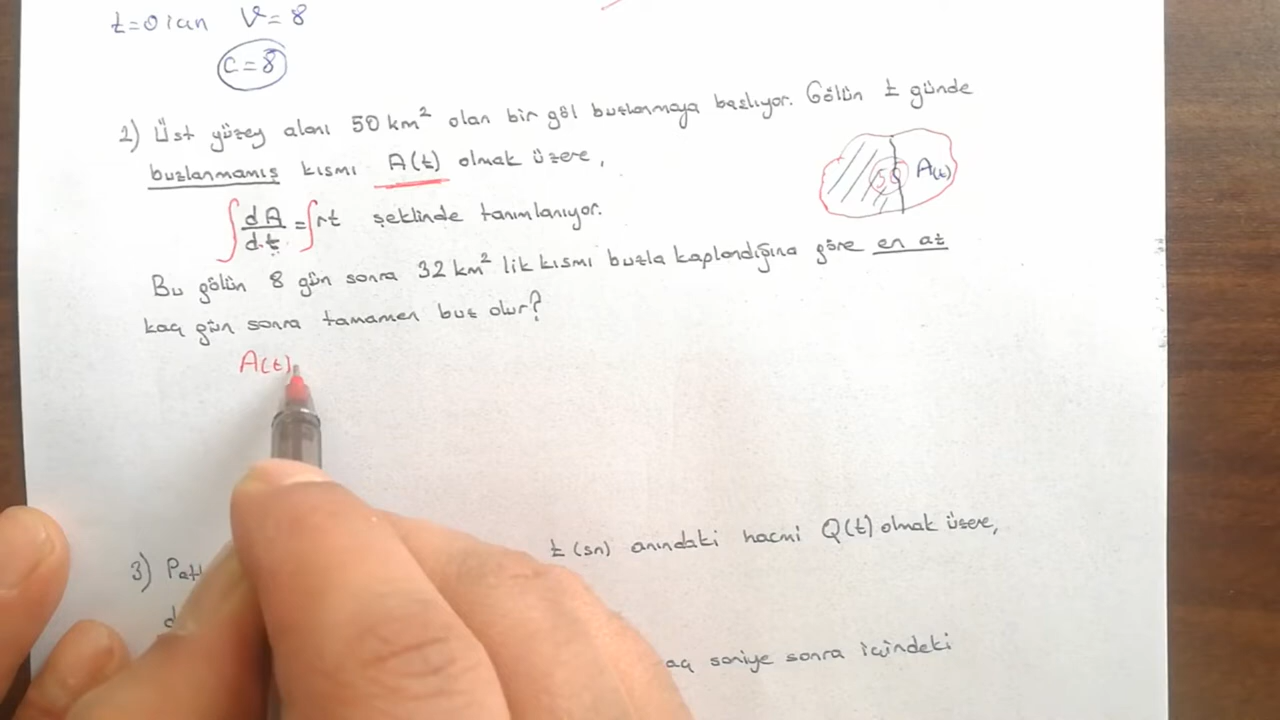 t=0 ian V=8
C=8
2) Üst yüzey alanı 50 km² olan bir göl buzlanmaya başlıyor. Gölün t günde
buzlanmamış kısmı A(t) olmak üzere,
50 A(t)
∫dA/dt = ∫rt şeklinde tanımlanıyor.
Bu gölün 8 gün sonra 32 km² lik kısmı buzla kaplandığına göre en az
kaç gün sonra tamamen buz olur?
A(t)
t (sn) anındaki hacmi Q(t) olmak üzere,
3)
saniye sonra içindeki